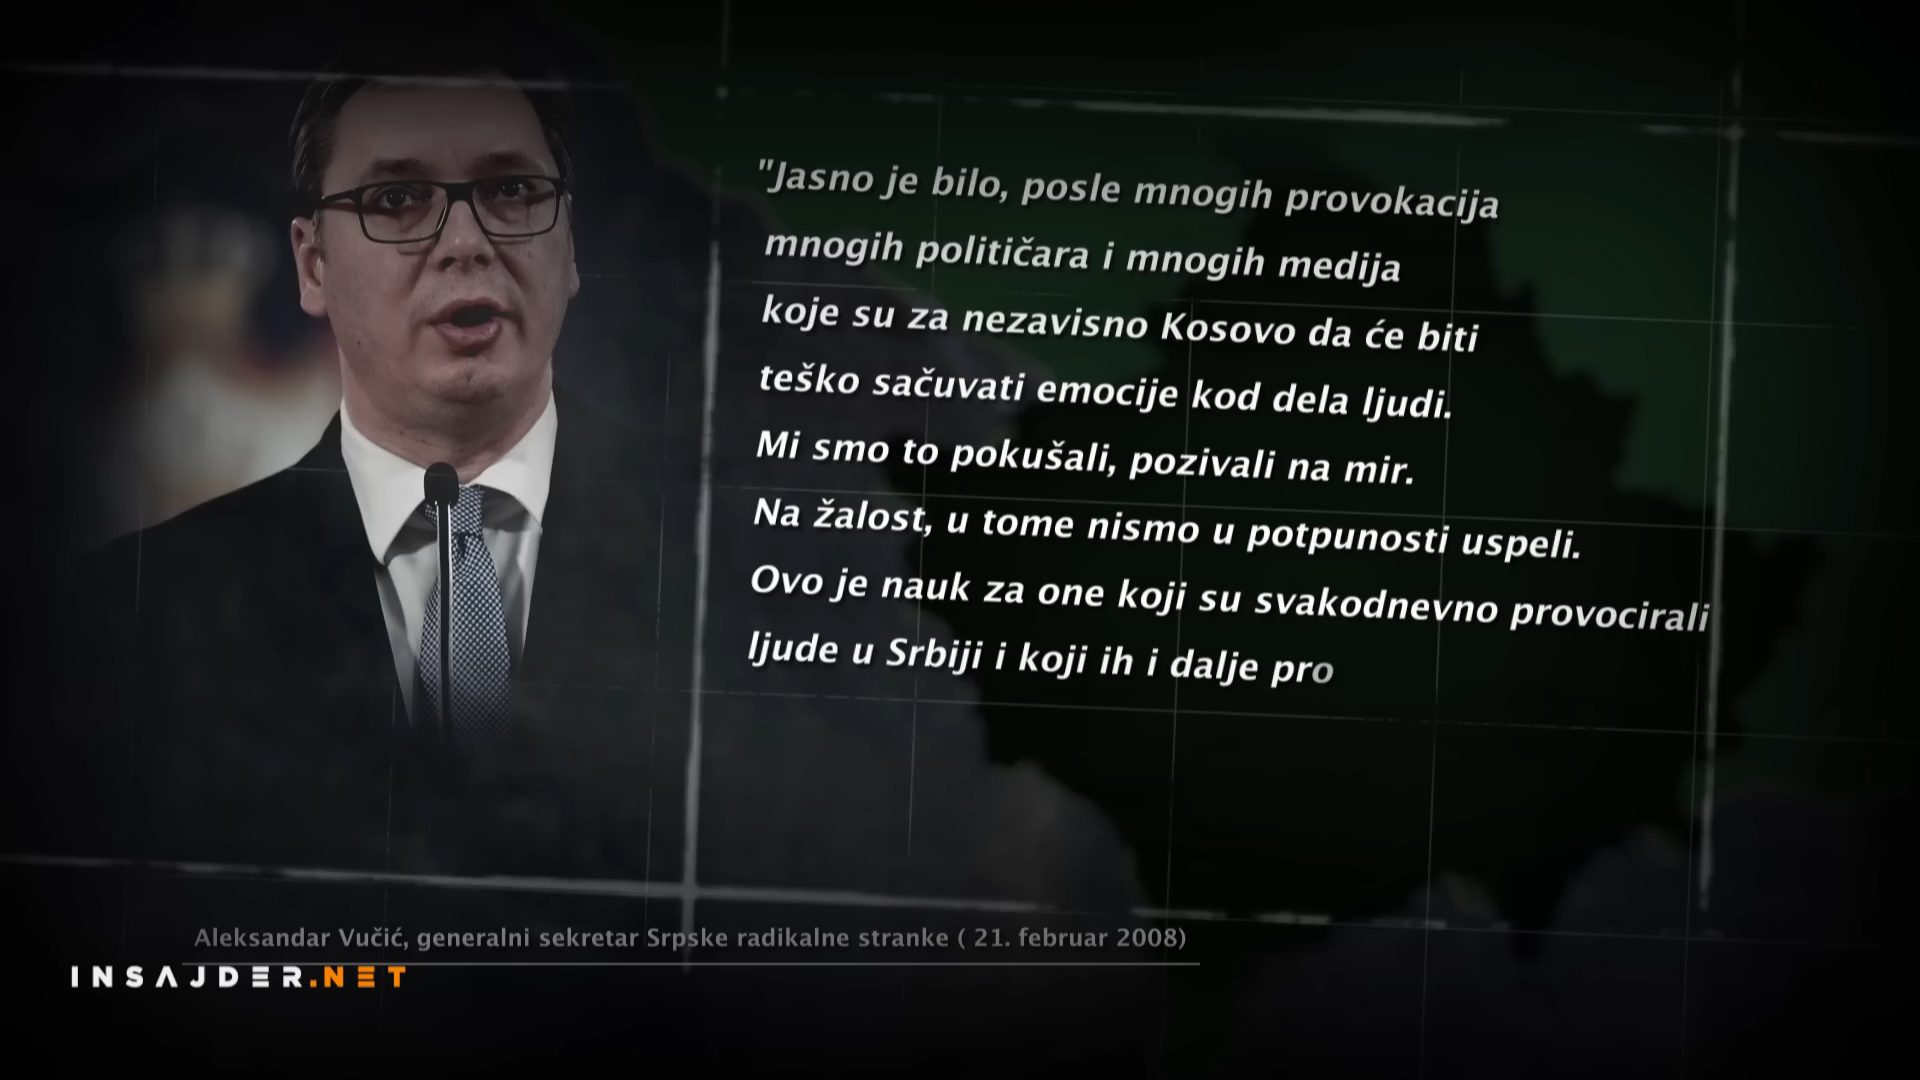 "Jasno je bilo, posle mnogih provokacija
mnogih političara i mnogih medija
koje su za nezavisno Kosovo da će biti
teško sačuvati emocije kod dela ljudi.
Mi smo to pokušali, pozivali na mir.
Na žalost, u tome nismo u potpunosti uspeli.
Ovo je nauk za one koji su svakodnevno provocirali
ljude u Srbiji i koji ih i dalje pro
Aleksandar Vučić, generalni sekretar Srpske radikalne stranke ( 21. februar 2008)
INSAJDER.NET